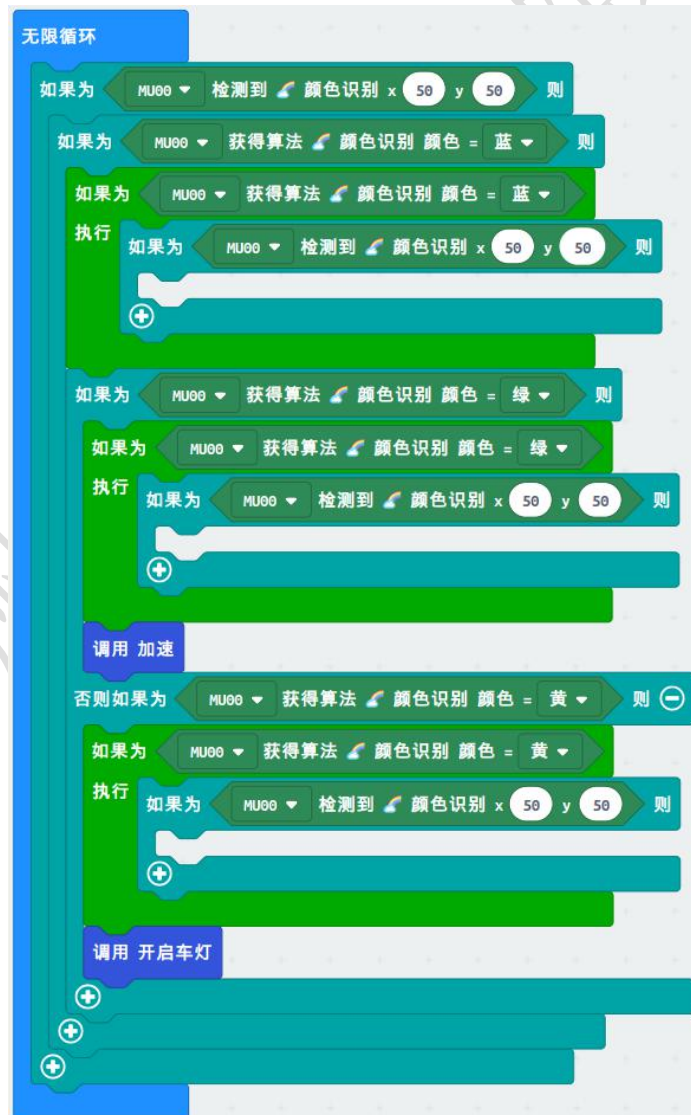 无限循环
如果为 MU00 检测到 颜色识别 x 50 y 50 则
如果为 MU00 获得算法 颜色识别 颜色 = 蓝 则
如果为 MU00 获得算法 颜色识别 颜色 = 蓝
执行 如果为 MU00 检测到 颜色识别 x 50 y 50 则
如果为 MU00 获得算法 颜色识别 颜色 = 绿 则
如果为 MU00 获得算法 颜色识别 颜色 = 绿
执行 如果为 MU00 检测到 颜色识别 x 50 y 50 则
调用 加速
否则如果为 MU00 获得算法 颜色识别 颜色 = 黄 则
如果为 MU00 获得算法 颜色识别 颜色 = 黄
执行 如果为 MU00 检测到 颜色识别 x 50 y 50 则
调用 开启车灯